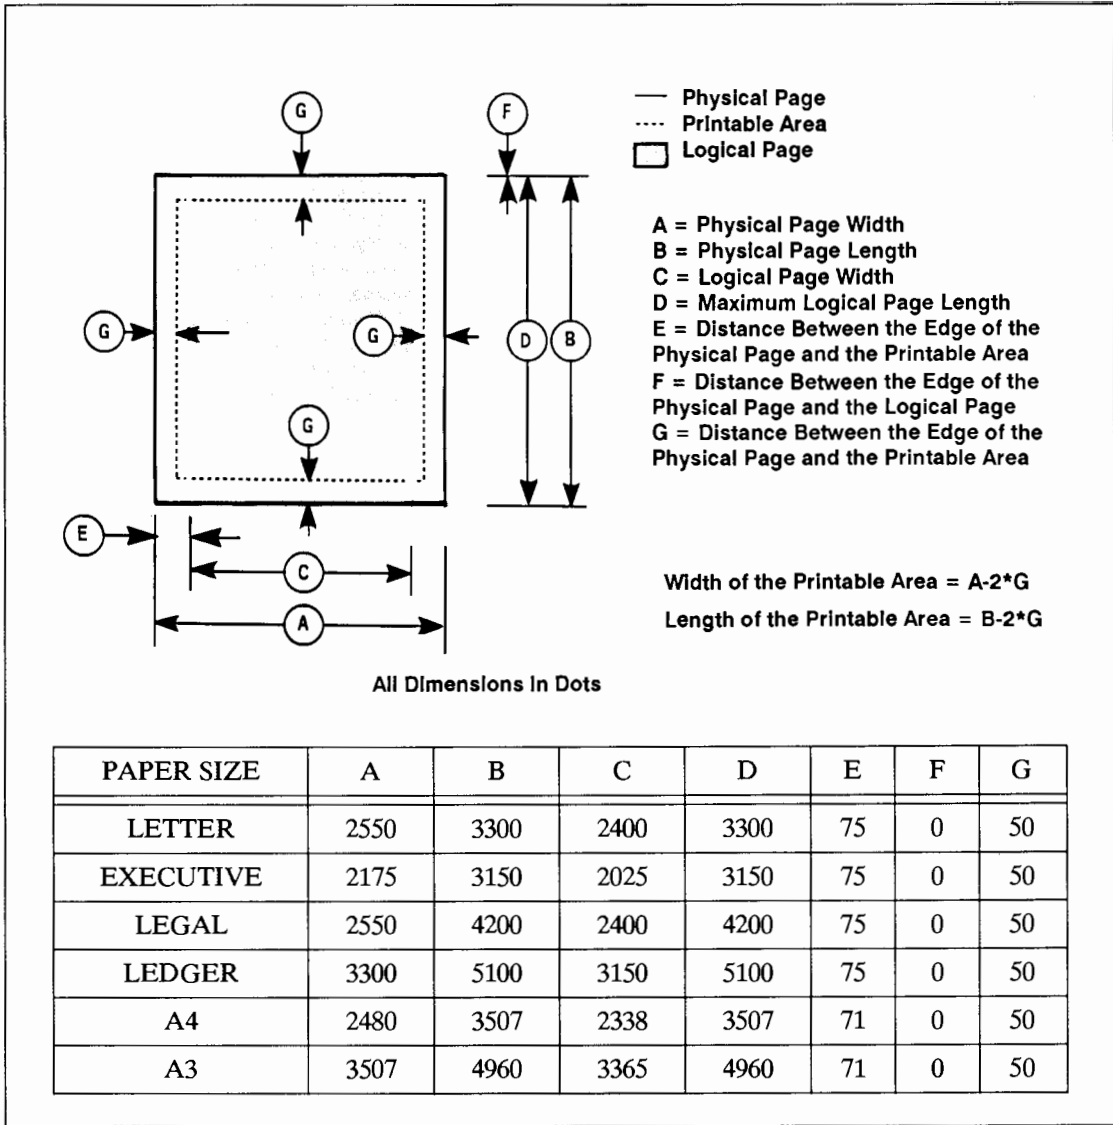 G
F
Physical Page
Printable Area
Logical Page
A = Physical Page Width
B = Physical Page Length
C = Logical Page Width
D = Maximum Logical Page Length
E = Distance Between the Edge of the
Physical Page and the Printable Area
F = Distance Between the Edge of the
Physical Page and the Logical Page
G = Distance Between the Edge of the
Physical Page and the Printable Area
G
G
D
B
G
E
C
A
Width of the Printable Area = A-2*G
Length of the Printable Area = B-2*G
All Dimensions in Dots
PAPER SIZE A B C D E F G
LETTER 2550 3300 2400 3300 75 0 50
EXECUTIVE 2175 3150 2025 3150 75 0 50
LEGAL 2550 4200 2400 4200 75 0 50
LEDGER 3300 5100 3150 5100 75 0 50
A4 2480 3507 2338 3507 71 0 50
A3 3507 4960 3365 4960 71 0 50